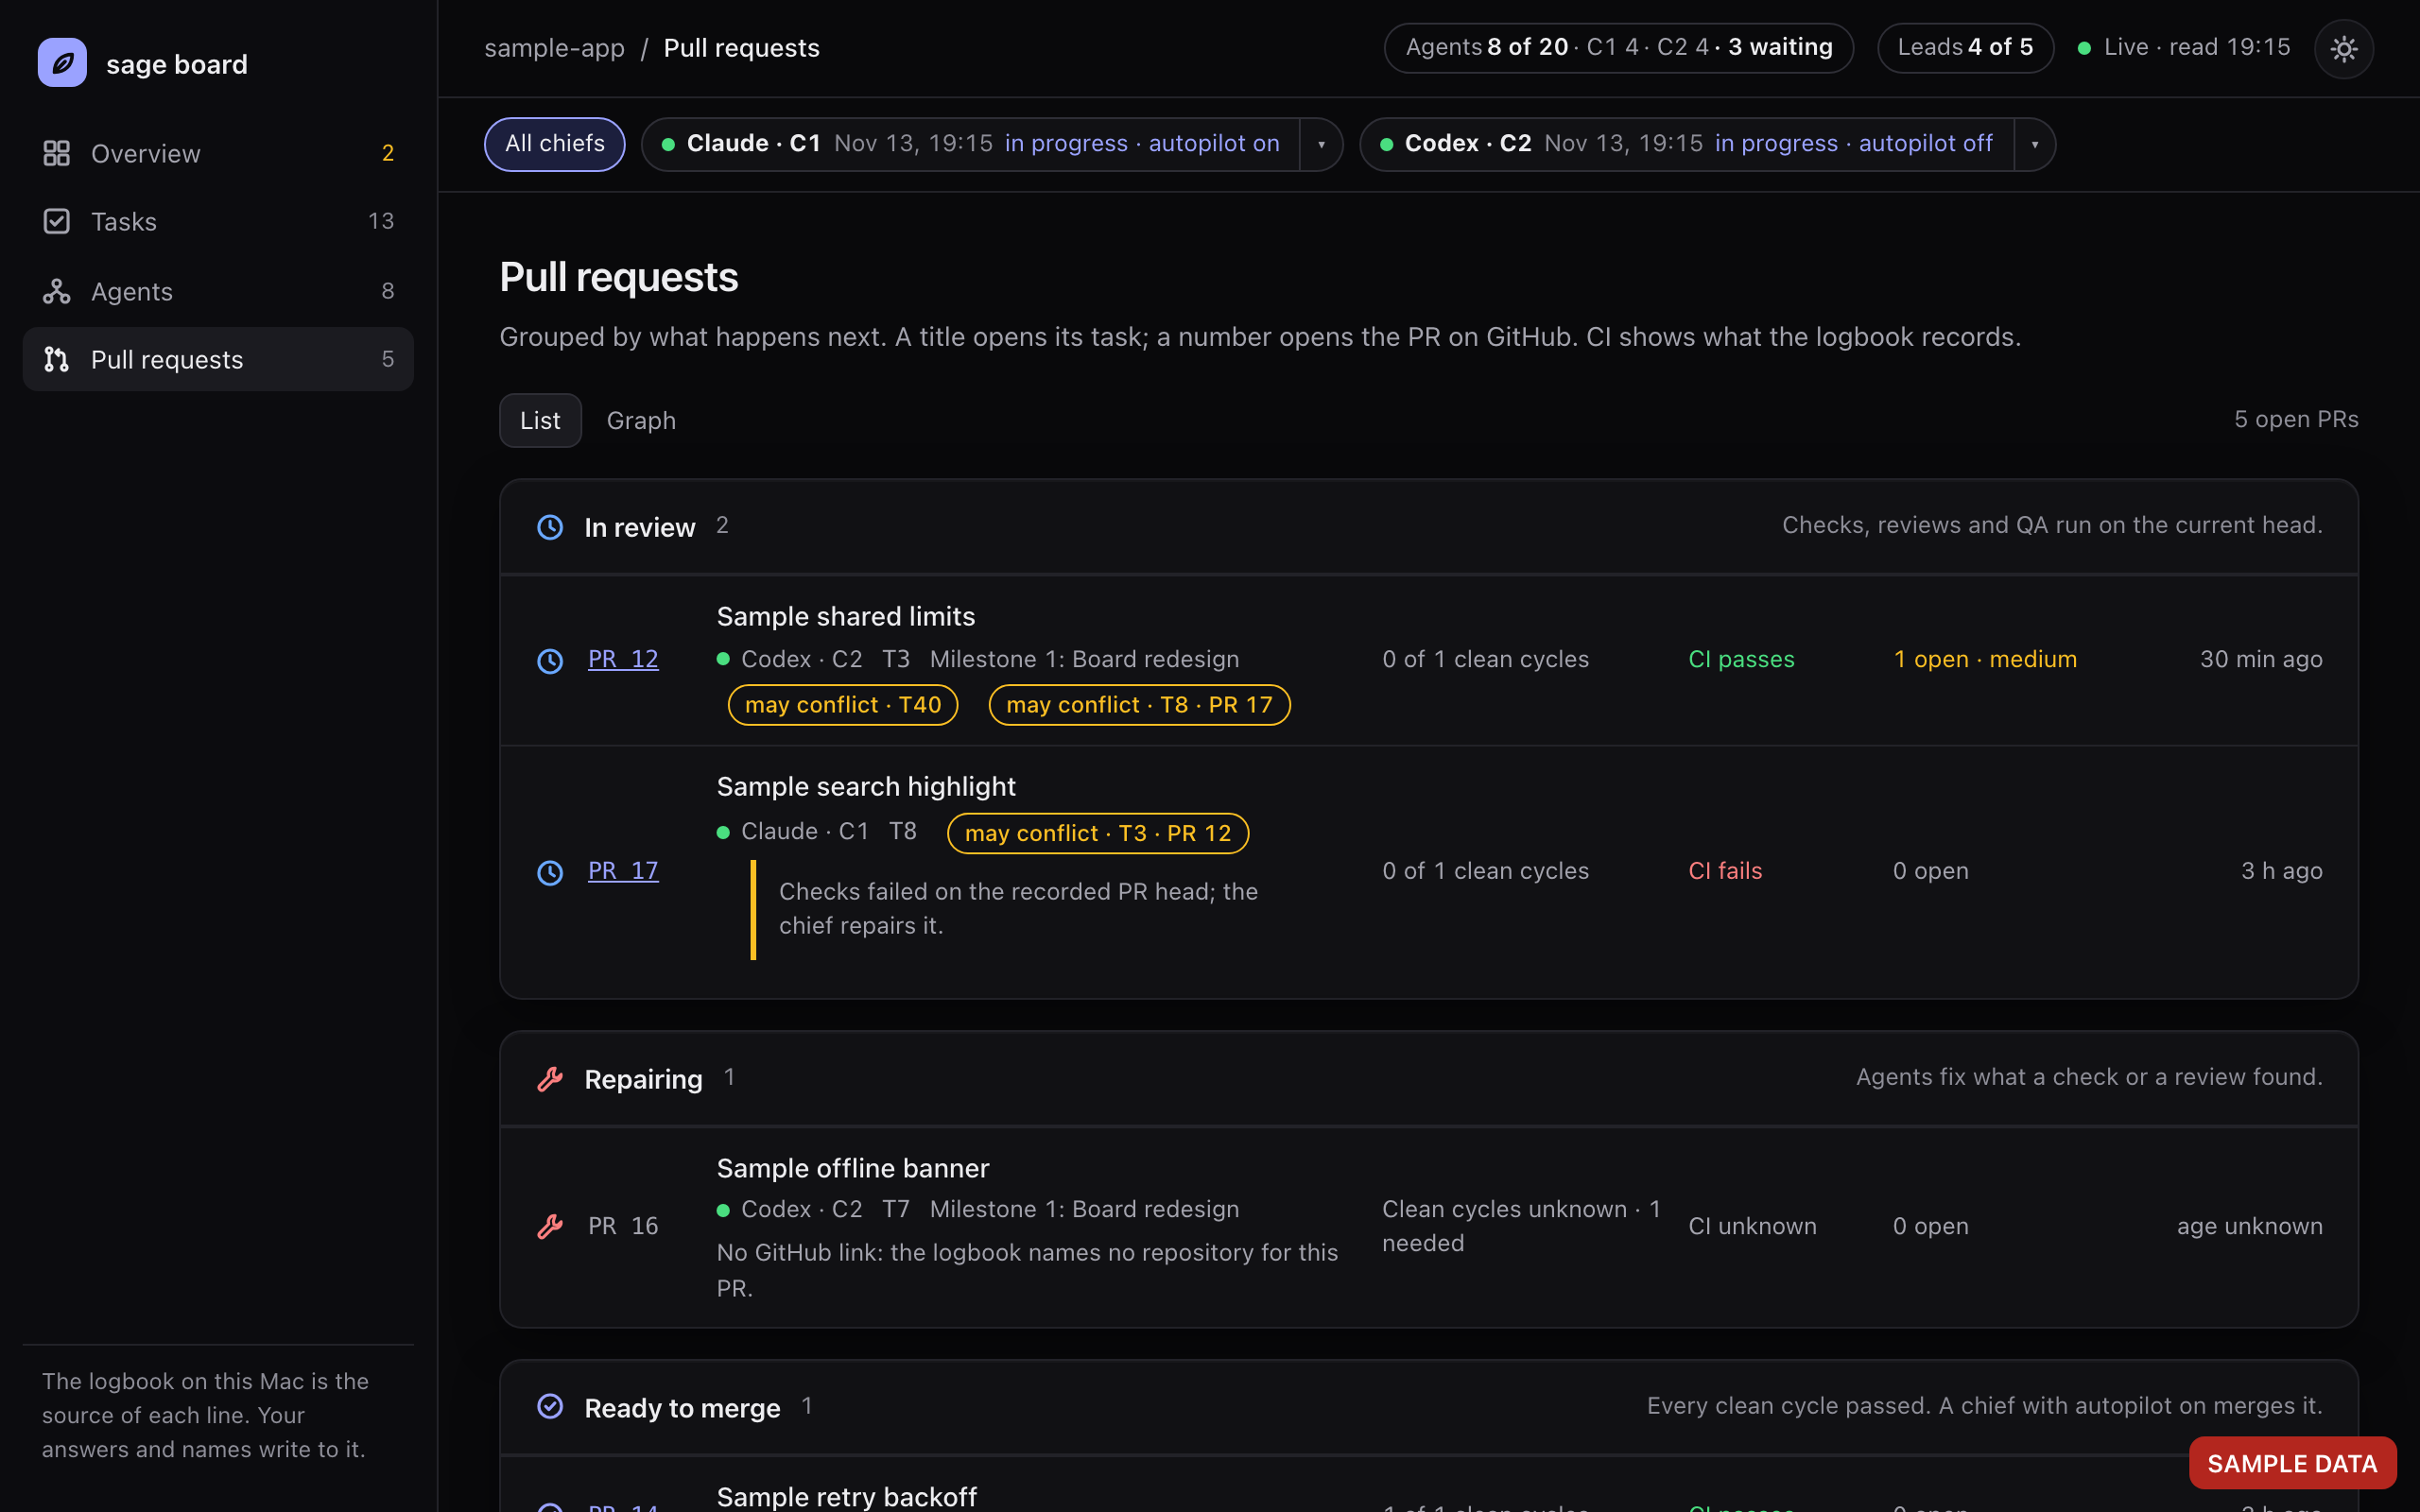 sage board
Overview 2
Tasks 13
Agents 8
Pull requests 5
The logbook on this Mac is the
source of each line. Your
answers and names write to it.
sample-app / Pull requests
Agents 8 of 20 · C1 4 · C2 4 · 3 waiting
Leads 4 of 5
Live · read 19:15
All chiefs
Claude · C1 Nov 13, 19:15 in progress · autopilot on
Codex · C2 Nov 13, 19:15 in progress · autopilot off
Pull requests
Grouped by what happens next. A title opens its task; a number opens the PR on GitHub. CI shows what the logbook records.
List Graph
5 open PRs
In review 2
Checks, reviews and QA run on the current head.
PR 12
Sample shared limits
Codex · C2 T3 Milestone 1: Board redesign
may conflict · T40 may conflict · T8 · PR 17
0 of 1 clean cycles
CI passes
1 open · medium
30 min ago
PR 17
Sample search highlight
Claude · C1 T8 may conflict · T3 · PR 12
Checks failed on the recorded PR head; the
chief repairs it.
0 of 1 clean cycles
CI fails
0 open
3 h ago
Repairing 1
Agents fix what a check or a review found.
PR 16
Sample offline banner
Codex · C2 T7 Milestone 1: Board redesign
No GitHub link: the logbook names no repository for this
PR.
Clean cycles unknown · 1
needed
CI unknown
0 open
age unknown
Ready to merge 1
Every clean cycle passed. A chief with autopilot on merges it.
Sample retry backoff
SAMPLE DATA